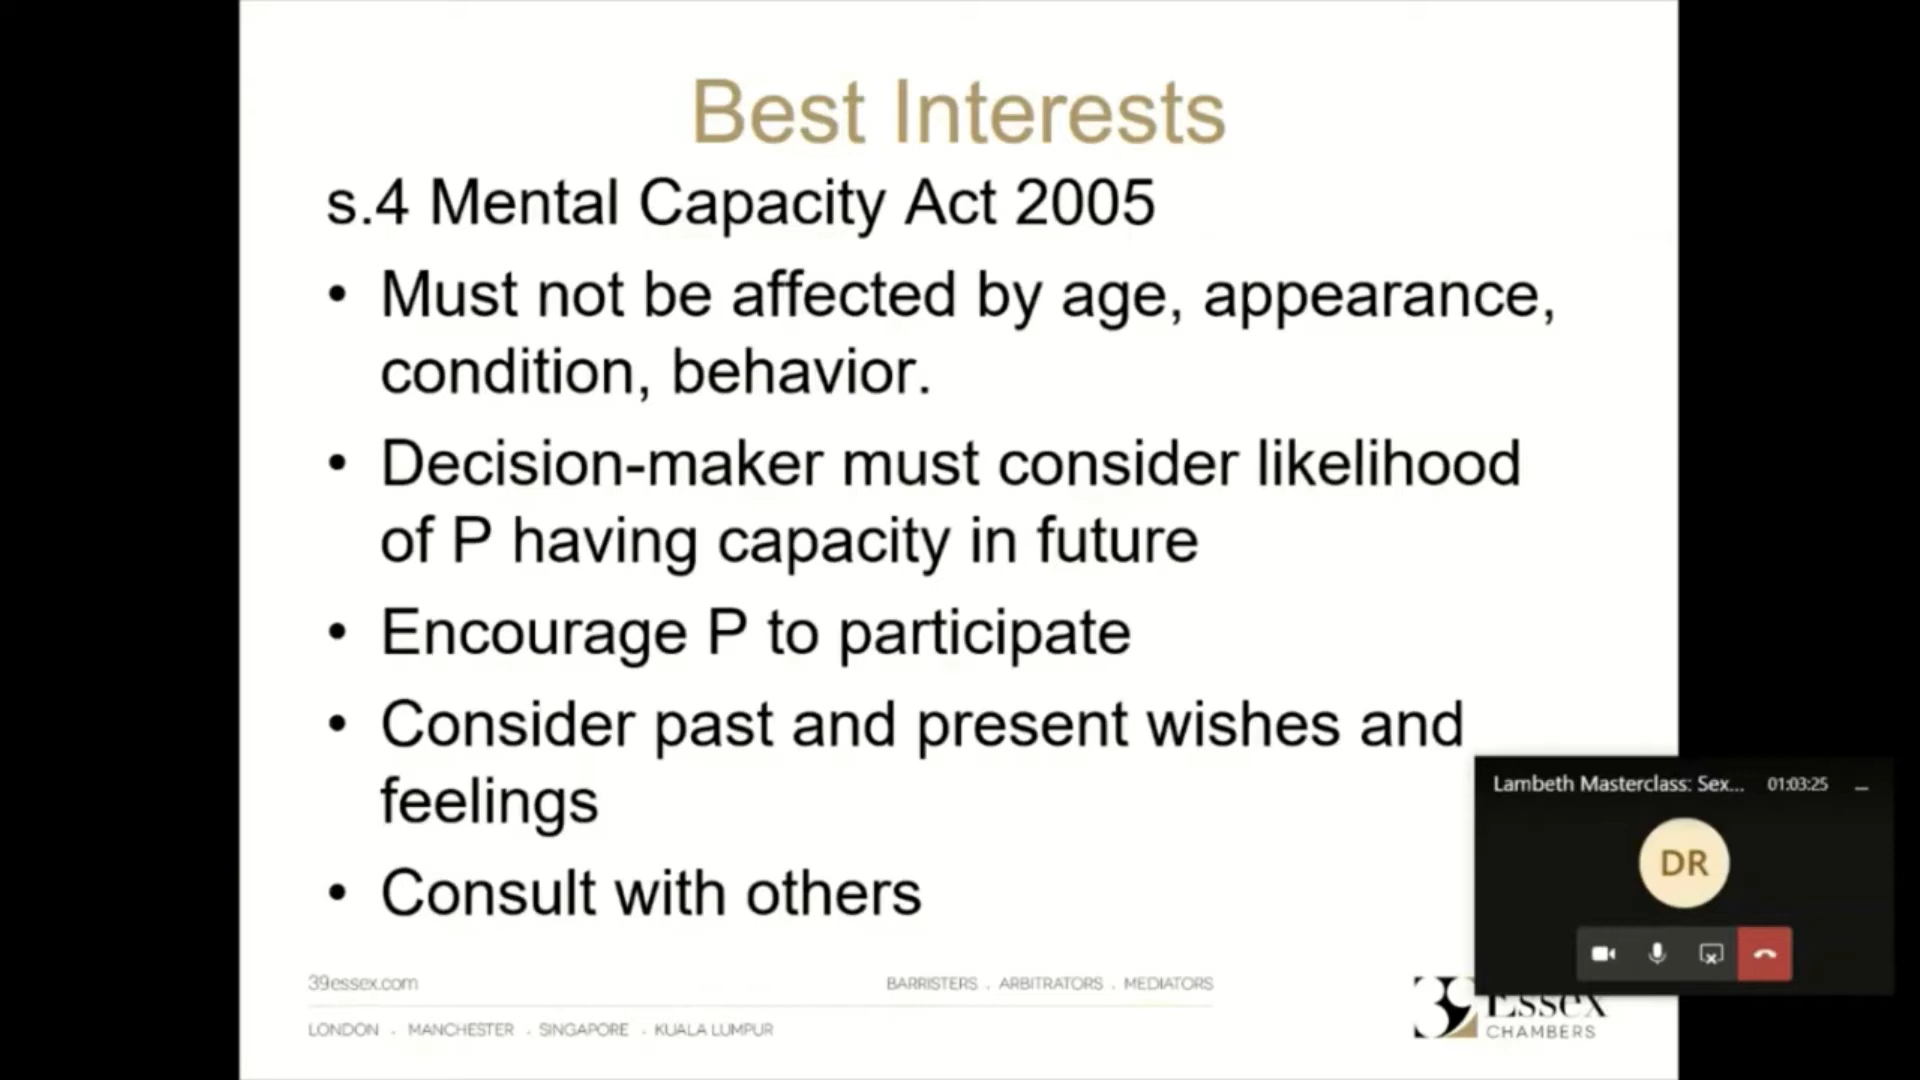 Best Interests
s.4 Mental Capacity Act 2005
• Must not be affected by age, appearance,
condition, behavior.
• Decision-maker must consider likelihood
of P having capacity in future
• Encourage P to participate
• Consider past and present wishes and
feelings
• Consult with others
Lambeth Masterclass: Sex... 01:03:25
DR
39essex.com BARRISTERS . ARBITRATORS . MEDIATORS
LONDON . MANCHESTER . SINGAPORE . KUALA LUMPUR
39 Essex
CHAMBERS